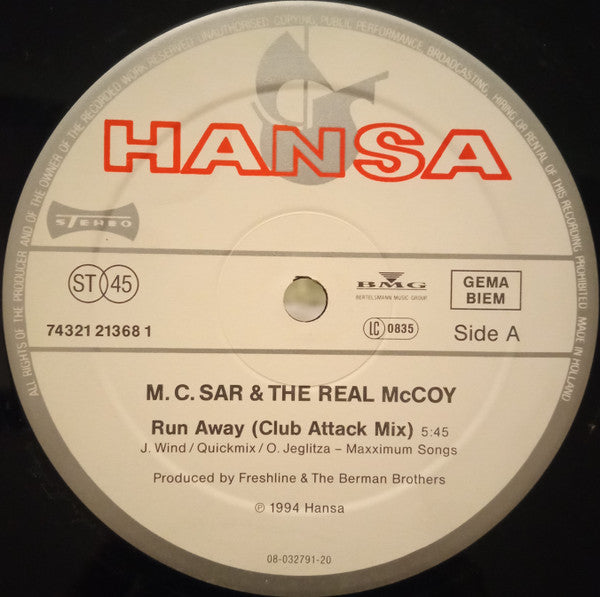 ALL RIGHTS OF THE PRODUCER AND OF THE OWNER OF THE RECORDED WORK RESERVED. UNAUTHORISED COPYING, PUBLIC PERFORMANCE, BROADCASTING, HIRING OR RENTAL OF THIS RECORDING PROHIBITED. MADE IN HOLLAND
HANSA
STEREO
ST 45
BMG
BERTELSMANN MUSIC GROUP
GEMA
BIEM
74321 21368 1
LC 0835
Side A
M. C. SAR & THE REAL McCOY
Run Away (Club Attack Mix) 5:45
J. Wind / Quickmix / O. Jeglitza – Maxximum Songs
Produced by Freshline & The Berman Brothers
℗ 1994 Hansa
08-032791-20